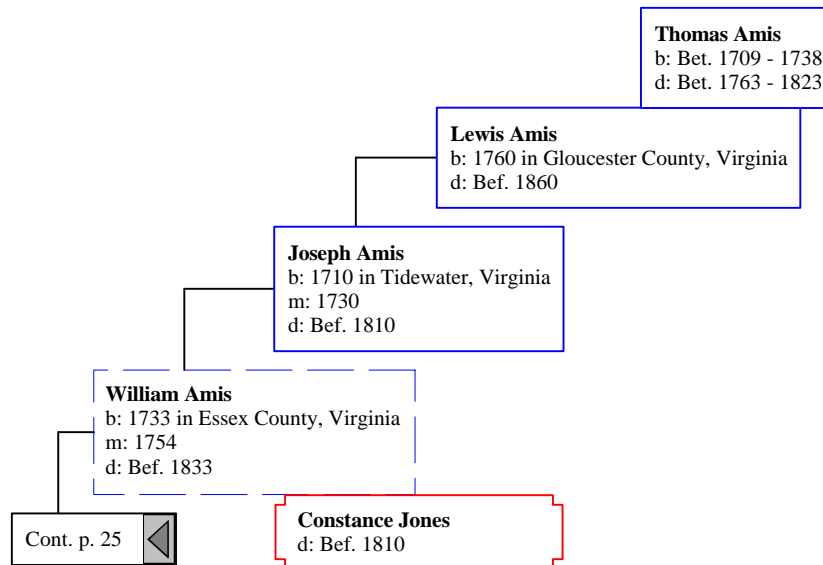 Thomas Amis
b: Bet. 1709 - 1738
d: Bet. 1763 - 1823
Lewis Amis
b: 1760 in Gloucester County, Virginia
d: Bef. 1860
Joseph Amis
b: 1710 in Tidewater, Virginia
m: 1730
d: Bef. 1810
William Amis
b: 1733 in Essex County, Virginia
m: 1754
d: Bef. 1833
Cont. p. 25
Constance Jones
d: Bef. 1810